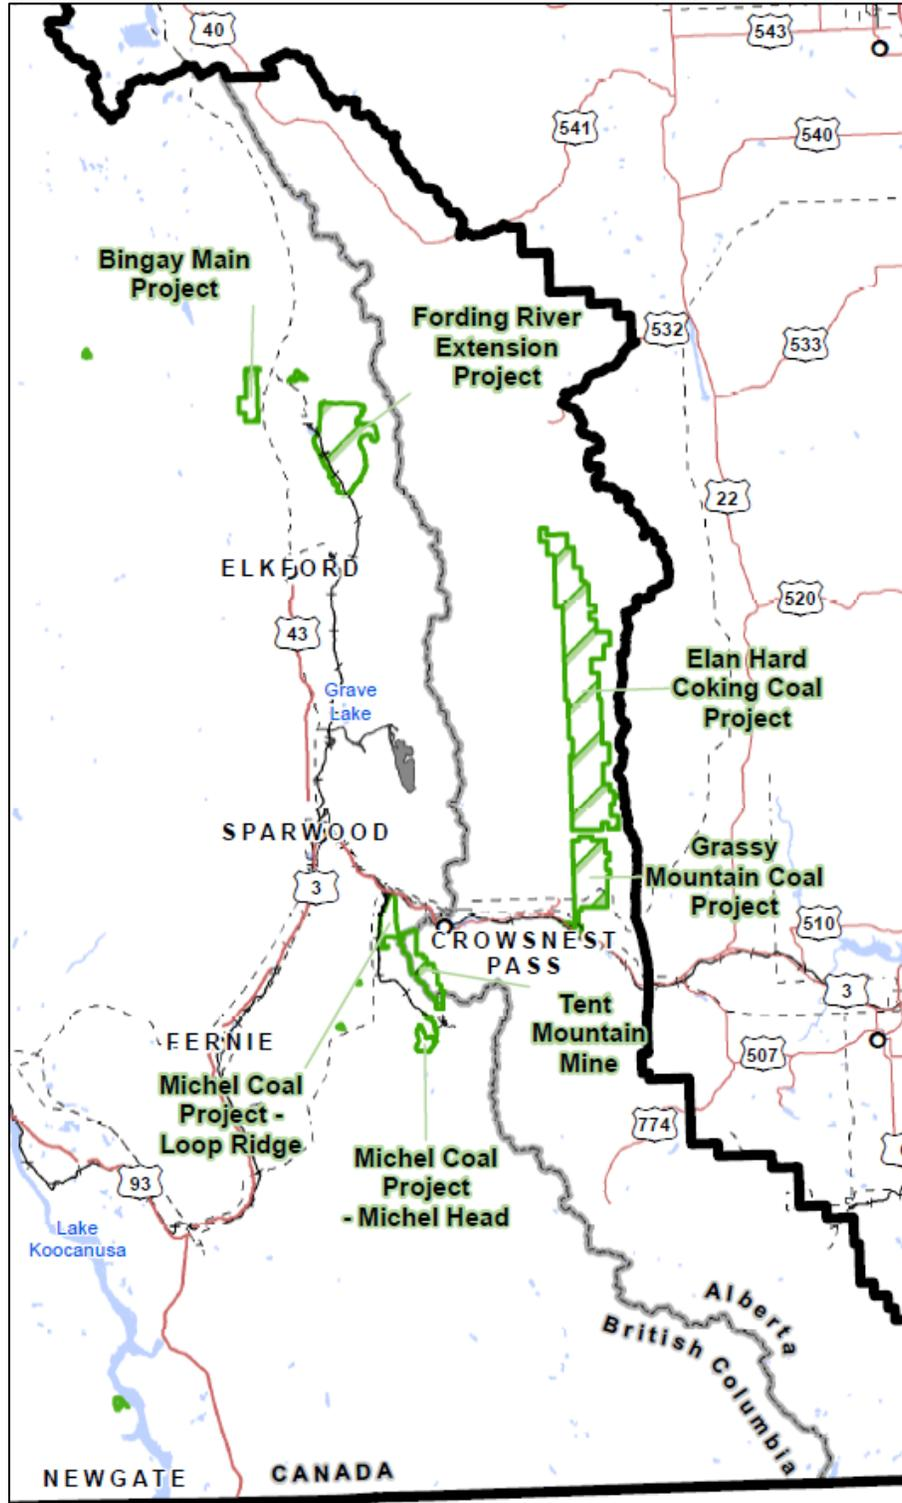 40
543
541
540
Bingay Main
Project
Fording River
Extension
Project
532
533
22
ELKFORD
520
43
Elan Hard
Coking Coal
Project
Grave
Lake
SPARWOOD
Grassy
Mountain Coal
Project
3
510
CROWSNEST
PASS
3
Tent
Mountain
Mine
FERNIE
507
Michel Coal
Project -
Loop Ridge
774
Michel Coal
Project
- Michel Head
93
Lake
Koocanusa
Alberta
British Columbia
CANADA
NEWGATE